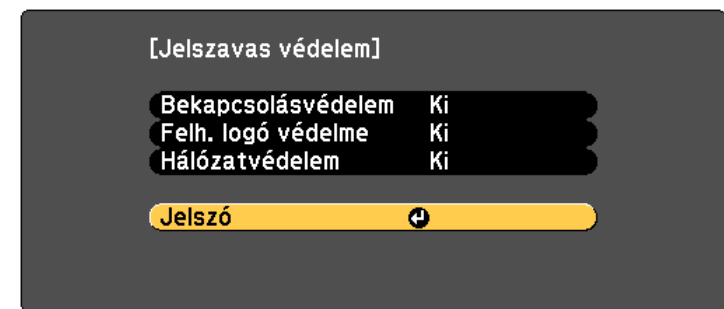 [Jelszavas védelem]
Bekapcsolásvédelem Ki
Felh. logó védelme Ki
Hálózatvédelem Ki
Jelszó